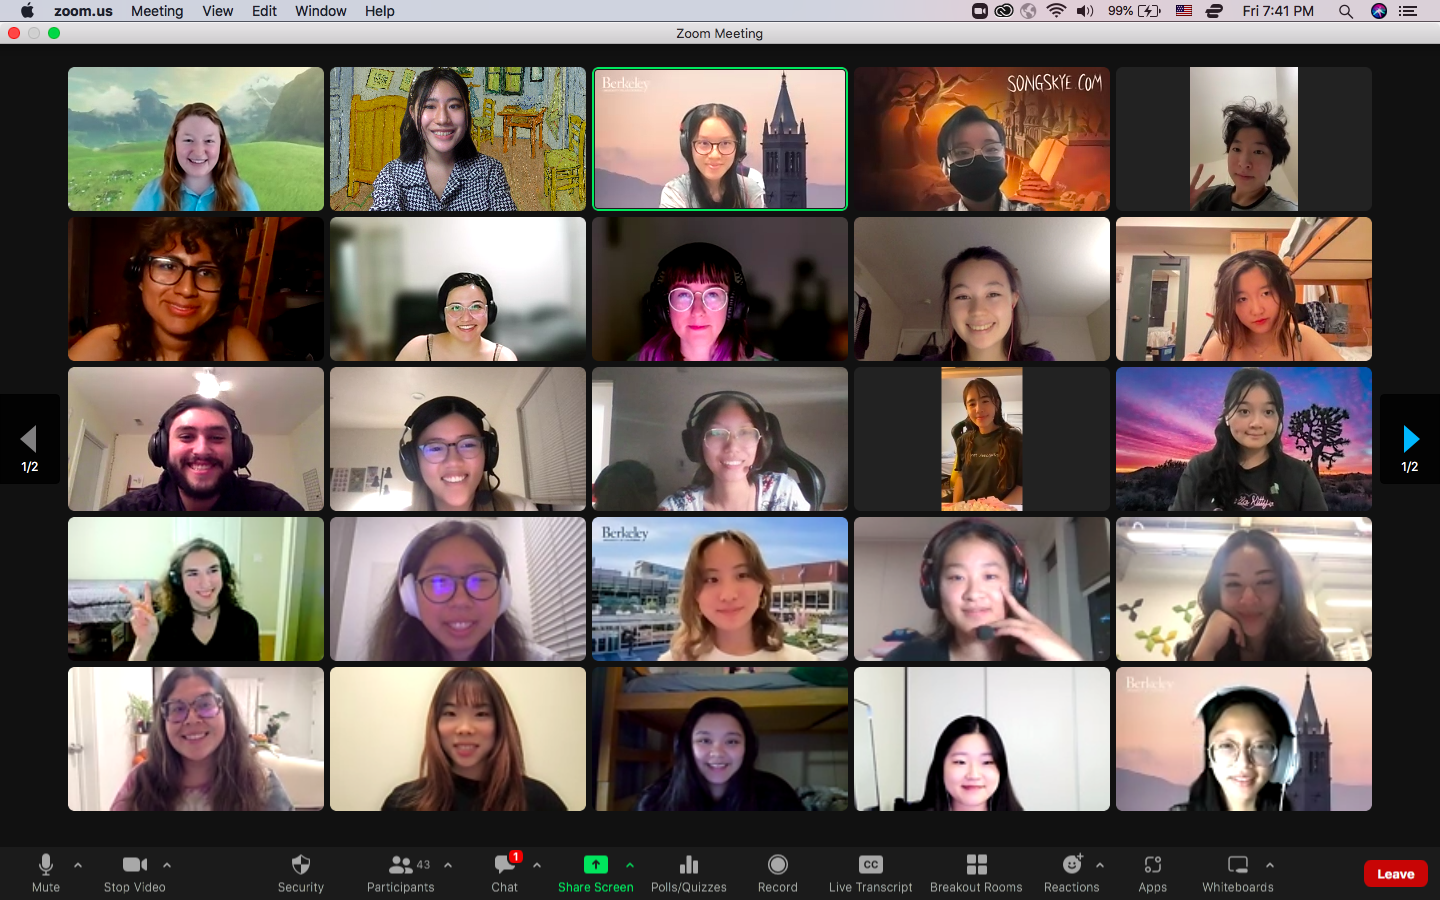 zoom.us Meeting View Edit Window Help 99% Fri 7:41 PM
Zoom Meeting
Berkeley
SONGSKYE.COM
1/2
1/2
Berkeley
Berkeley
Mute
Stop Video
Security
43
Participants
1
Chat
Share Screen
Polls/Quizzes
Record
CC
Live Transcript
Breakout Rooms
Reactions
Apps
Whiteboards
Leave